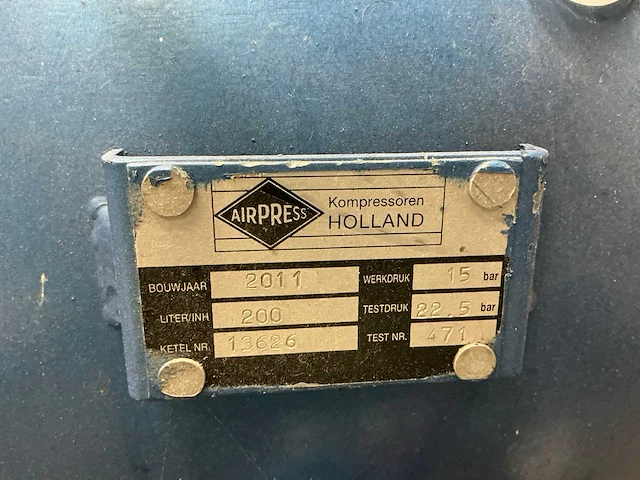 AIRPRESS Kompressoren
HOLLAND
BOUWJAAR 2011 WERKDRUK 15 bar
LITER/INH 200 TESTDRUK 22.5 bar
KETEL NR. 13626 TEST NR. 471